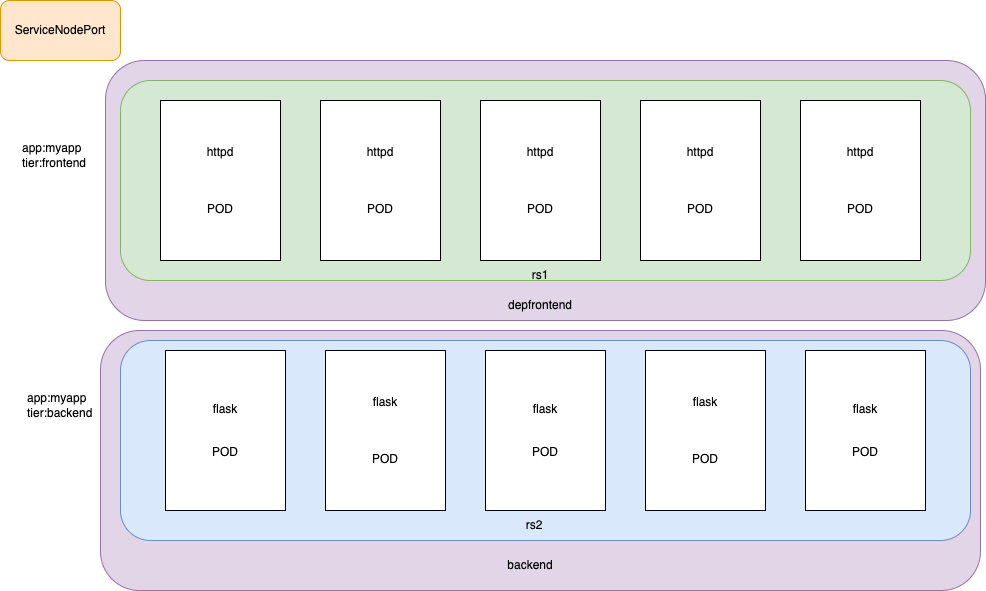 ServiceNodePort
app:myapp
tier:frontend
httpd
httpd
httpd
httpd
httpd
POD
POD
POD
POD
POD
rs1
depfrontend
app:myapp
tier:backend
flask
flask
flask
flask
flask
POD
POD
POD
POD
POD
rs2
backend